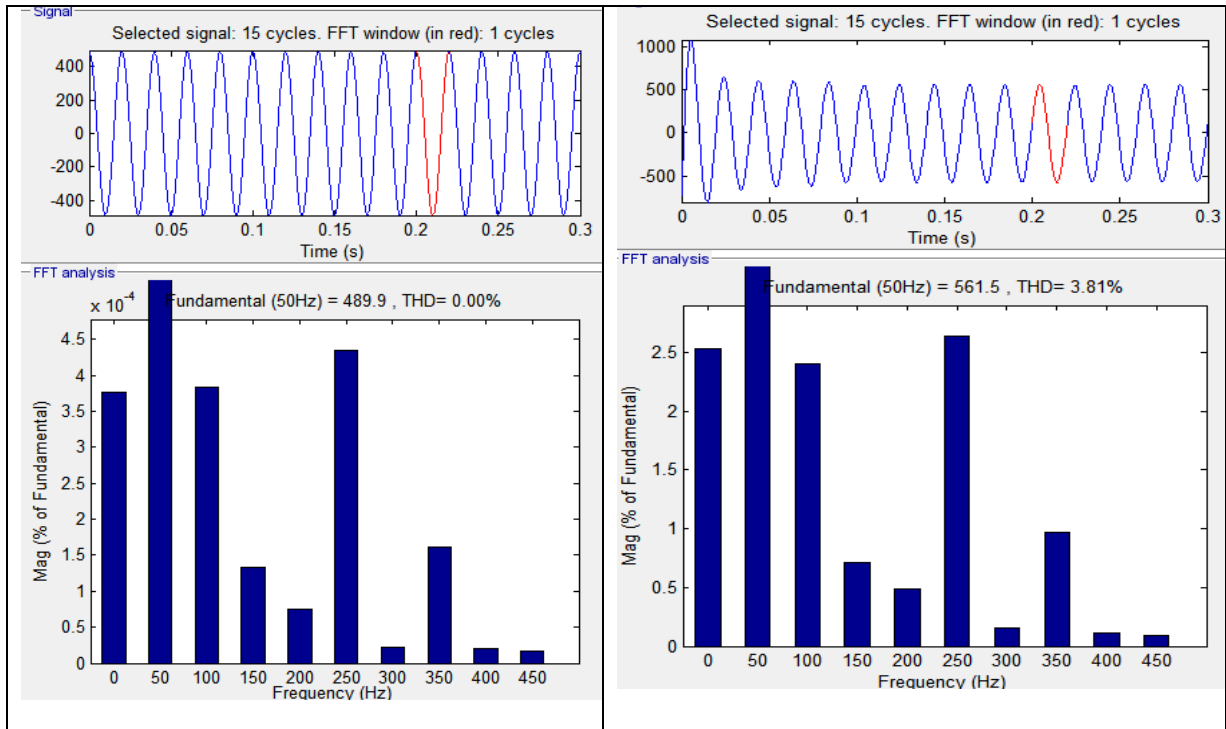 Signal
Selected signal: 15 cycles. FFT window (in red): 1 cycles
400
200
0
-200
-400
0 0.05 0.1 0.15 0.2 0.25 0.3
Time (s)
FFT analysis
x 10-4
Fundamental (50Hz) = 489.9 , THD= 0.00%
4.5
4
3.5
3
2.5
2
1.5
1
0.5
0
Mag (% of Fundamental)
0 50 100 150 200 250 300 350 400 450
Frequency (Hz)
Selected signal: 15 cycles. FFT window (in red): 1 cycles
1000
500
0
-500
0 0.05 0.1 0.15 0.2 0.25 0.3
Time (s)
FFT analysis
Fundamental (50Hz) = 561.5 , THD= 3.81%
2.5
2
1.5
1
0.5
0
Mag (% of Fundamental)
0 50 100 150 200 250 300 350 400 450
Frequency (Hz)